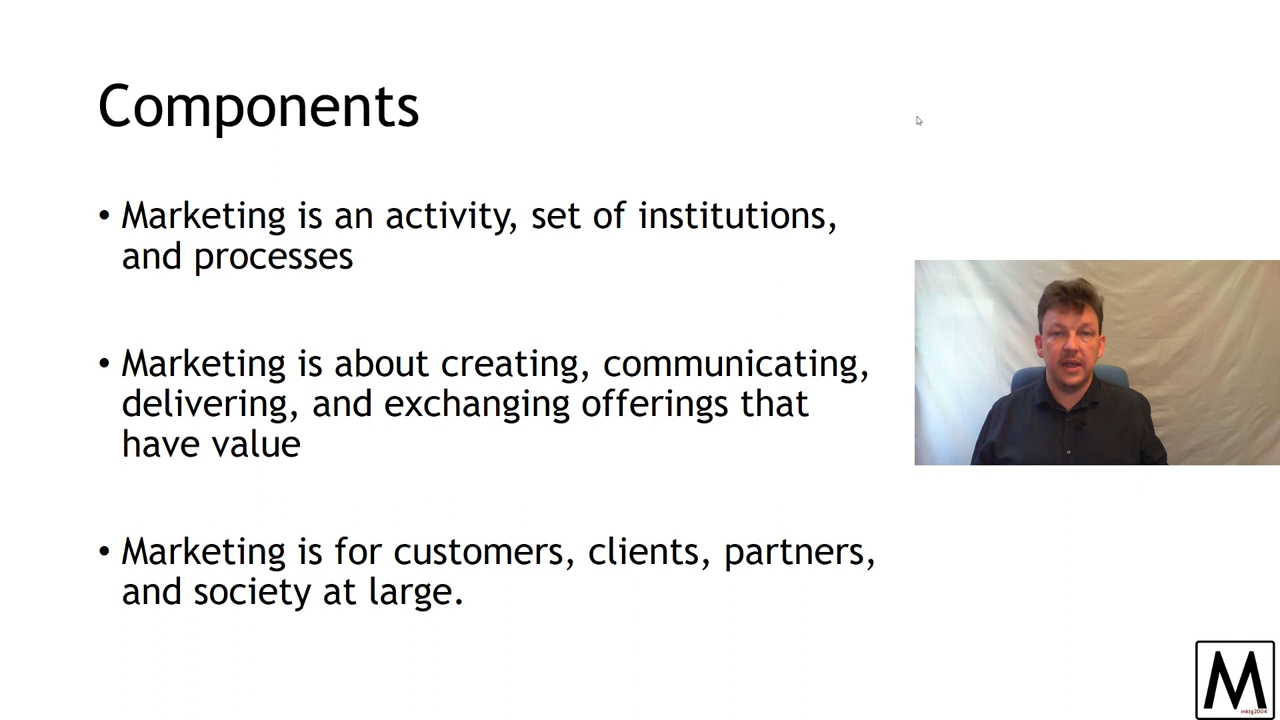 Components
• Marketing is an activity, set of institutions,
and processes
• Marketing is about creating, communicating,
delivering, and exchanging offerings that
have value
• Marketing is for customers, clients, partners,
and society at large.
M
mktg2004